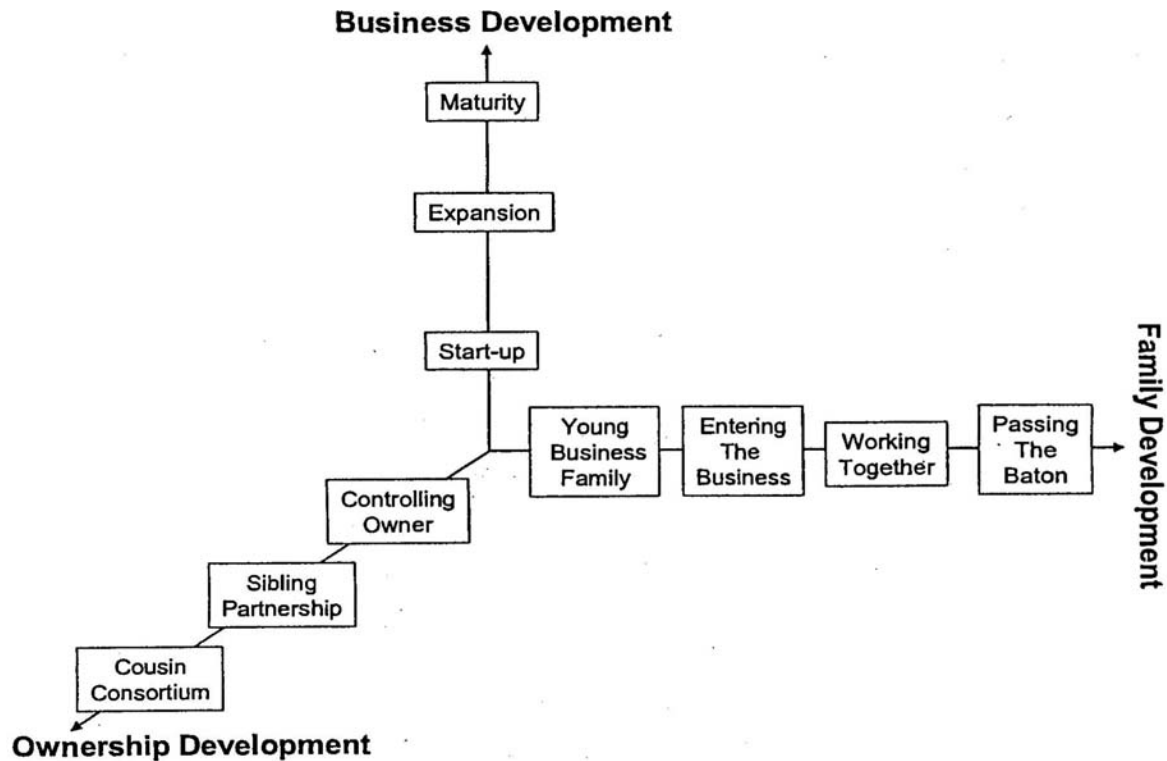 Business Development
Maturity
Expansion
Start-up
Young
Business
Family
Entering
The
Business
Working
Together
Passing
The
Baton
Family Development
Controlling
Owner
Sibling
Partnership
Cousin
Consortium
Ownership Development